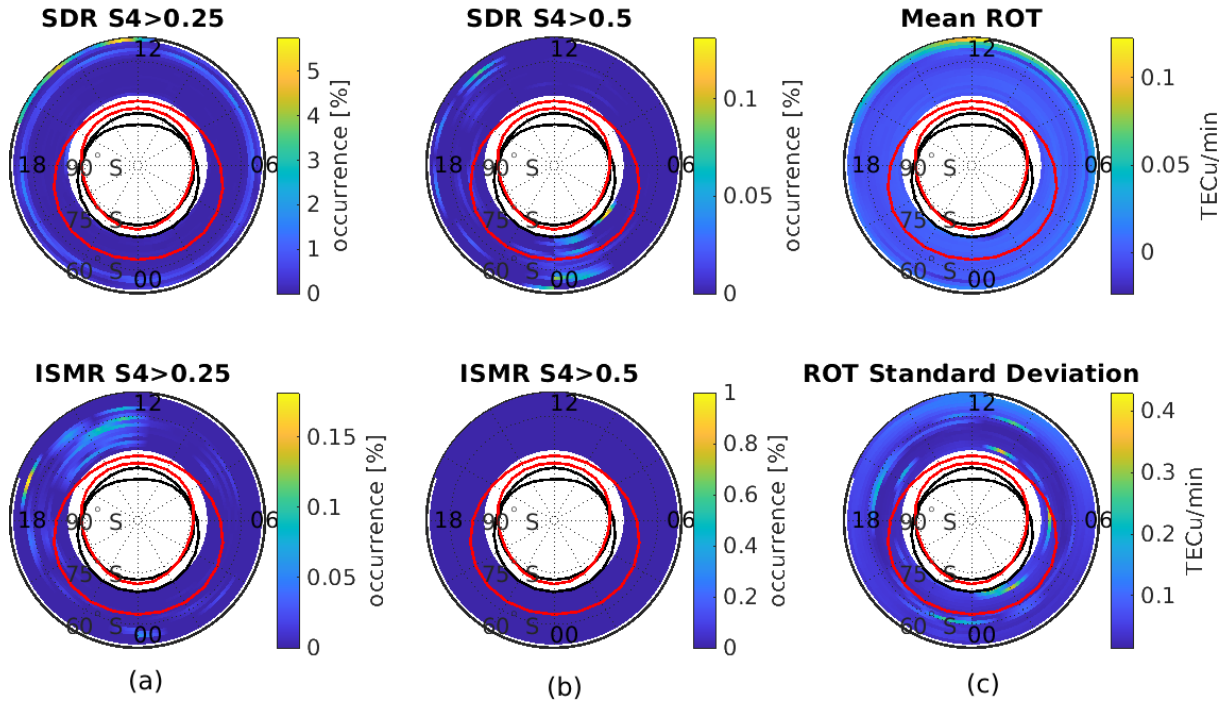 SDR S4>0.25
12
18
06
90° S
75° S
60° S
00
5
4
3
2
1
0
occurrence [%]
SDR S4>0.5
12
18
06
90° S
75° S
60° S
00
0.1
0.05
0
occurrence [%]
Mean ROT
12
18
06
90° S
75° S
60° S
00
0.1
0.05
0
TECu/min
ISMR S4>0.25
12
18
06
90° S
75° S
60° S
00
0.15
0.1
0.05
0
occurrence [%]
ISMR S4>0.5
12
18
06
90° S
75° S
60° S
00
1
0.8
0.6
0.4
0.2
0
occurrence [%]
ROT Standard Deviation
12
18
06
90° S
75° S
60° S
00
0.4
0.3
0.2
0.1
TECu/min
(a)
(b)
(c)